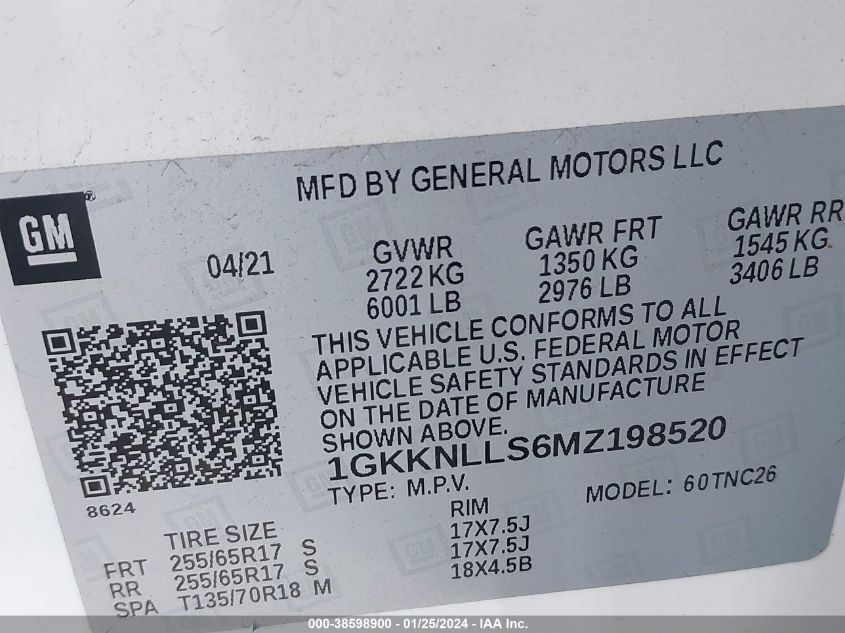 MFD BY GENERAL MOTORS LLC
GM
®
04/21
GVWR
2722 KG
6001 LB
GAWR FRT
1350 KG
2976 LB
GAWR RR
1545 KG
3406 LB
THIS VEHICLE CONFORMS TO ALL
APPLICABLE U.S. FEDERAL MOTOR
VEHICLE SAFETY STANDARDS IN EFFECT
ON THE DATE OF MANUFACTURE
SHOWN ABOVE.
1GKKNLLS6MZ198520
TYPE: M.P.V.
MODEL: 60TNC26
8624
TIRE SIZE
RIM
FRT 255/65R17 S 17X7.5J
RR 255/65R17 S 17X7.5J
SPA T135/70R18 M 18X4.5B
000-38598900 - 01/25/2024 - IAA Inc.